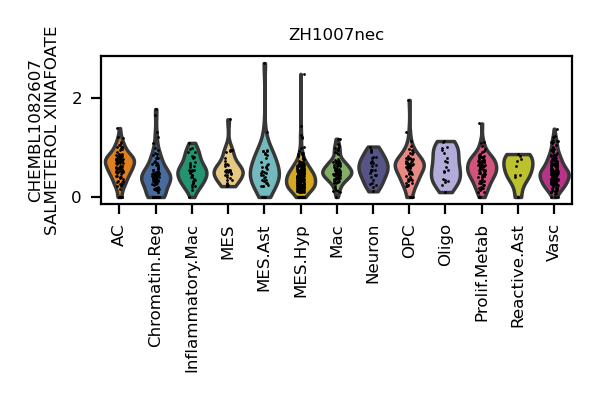 ZH1007nec
CHEMBL1082607
SALMETEROL XINAFOATE
2
0
AC
Chromatin.Reg
Inflammatory.Mac
MES
MES.Ast
MES.Hyp
Mac
Neuron
OPC
Oligo
Prolif.Metab
Reactive.Ast
Vasc